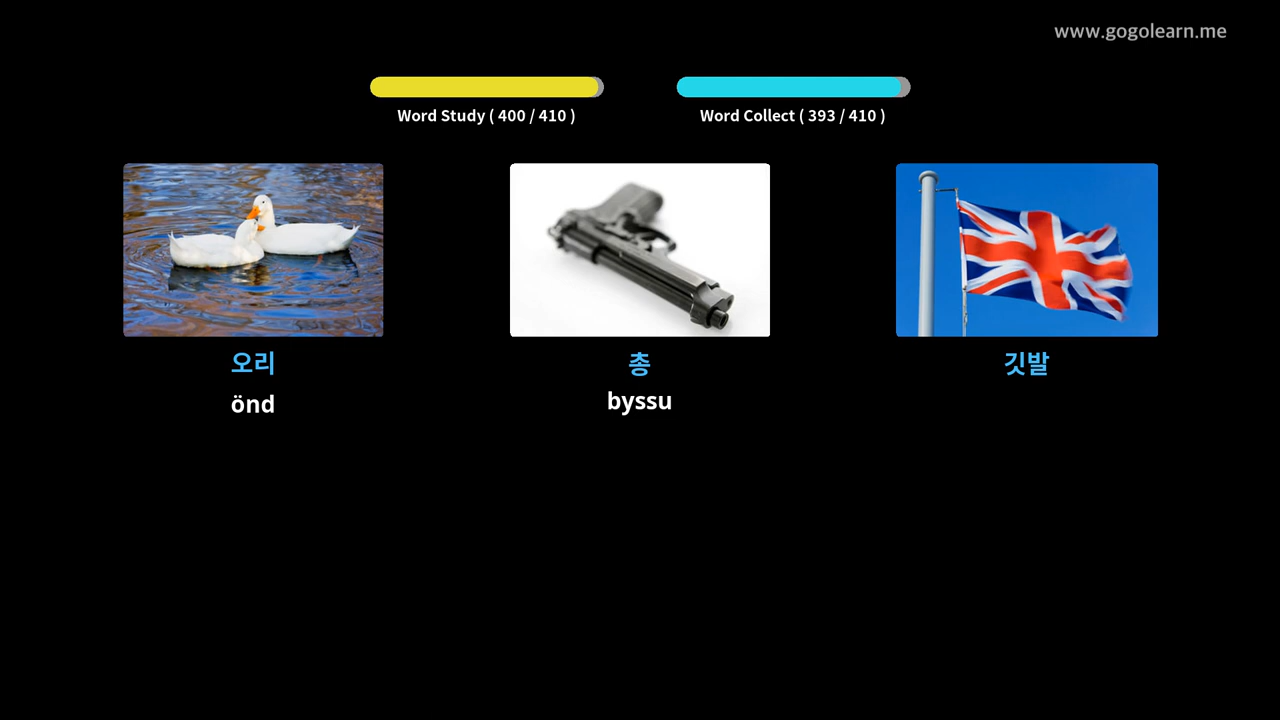 www.gogolearn.me
Word Study ( 400 / 410 )
Word Collect ( 393 / 410 )
오리
총
깃발
önd
byssu